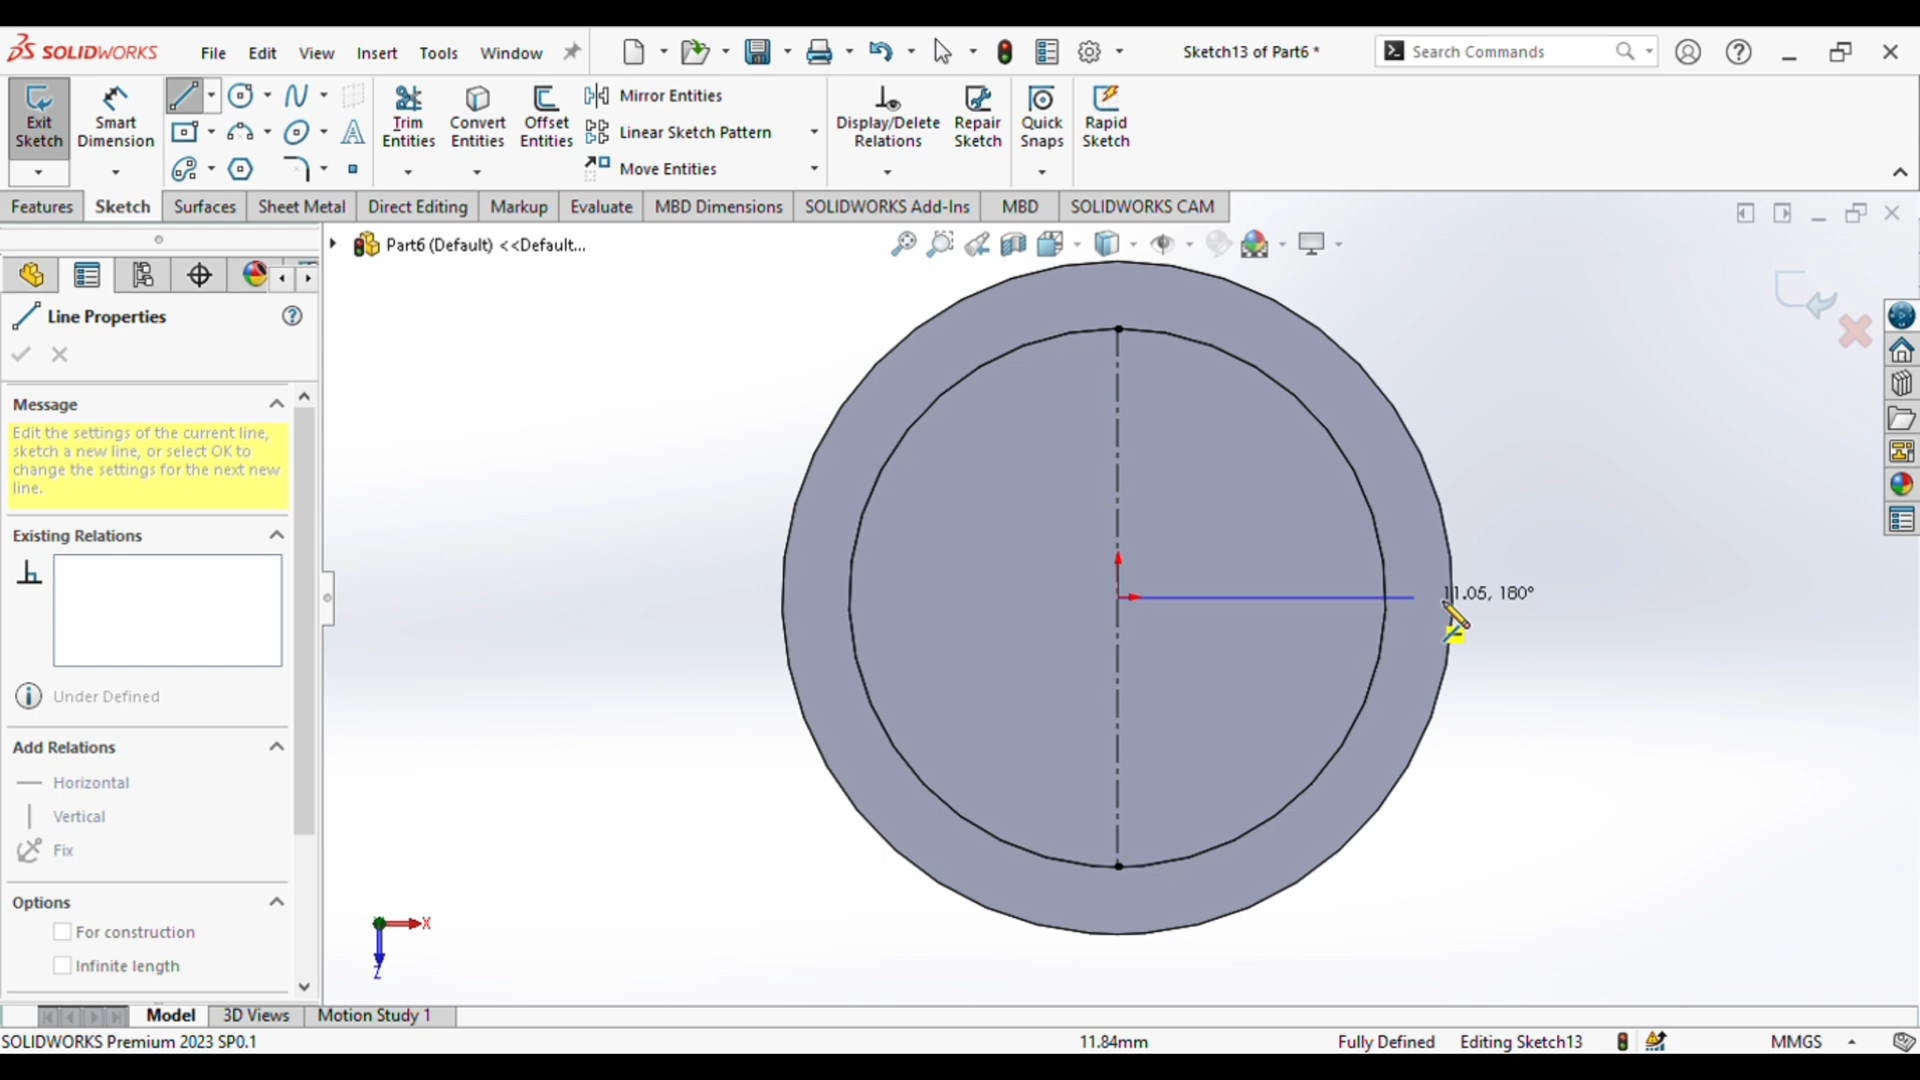 SOLIDWORKS
File Edit View Insert Tools Window
Sketch13 of Part6 *
Search Commands
Exit Sketch
Smart Dimension
Trim Entities
Convert Entities
Offset Entities
Mirror Entities
Linear Sketch Pattern
Move Entities
Display/Delete Relations
Repair Sketch
Quick Snaps
Rapid Sketch
Features Sketch Surfaces Sheet Metal Direct Editing Markup Evaluate MBD Dimensions SOLIDWORKS Add-Ins MBD SOLIDWORKS CAM
Part6 (Default) <<Default...
Line Properties
Message
Edit the settings of the current line,
sketch a new line, or select OK to
change the settings for the next new
line.
Existing Relations
Under Defined
Add Relations
Horizontal
Vertical
Fix
Options
For construction
Infinite length
11.05, 180°
X
Z
Model 3D Views Motion Study 1
SOLIDWORKS Premium 2023 SP0.1 11.84mm Fully Defined Editing Sketch13 MMGS